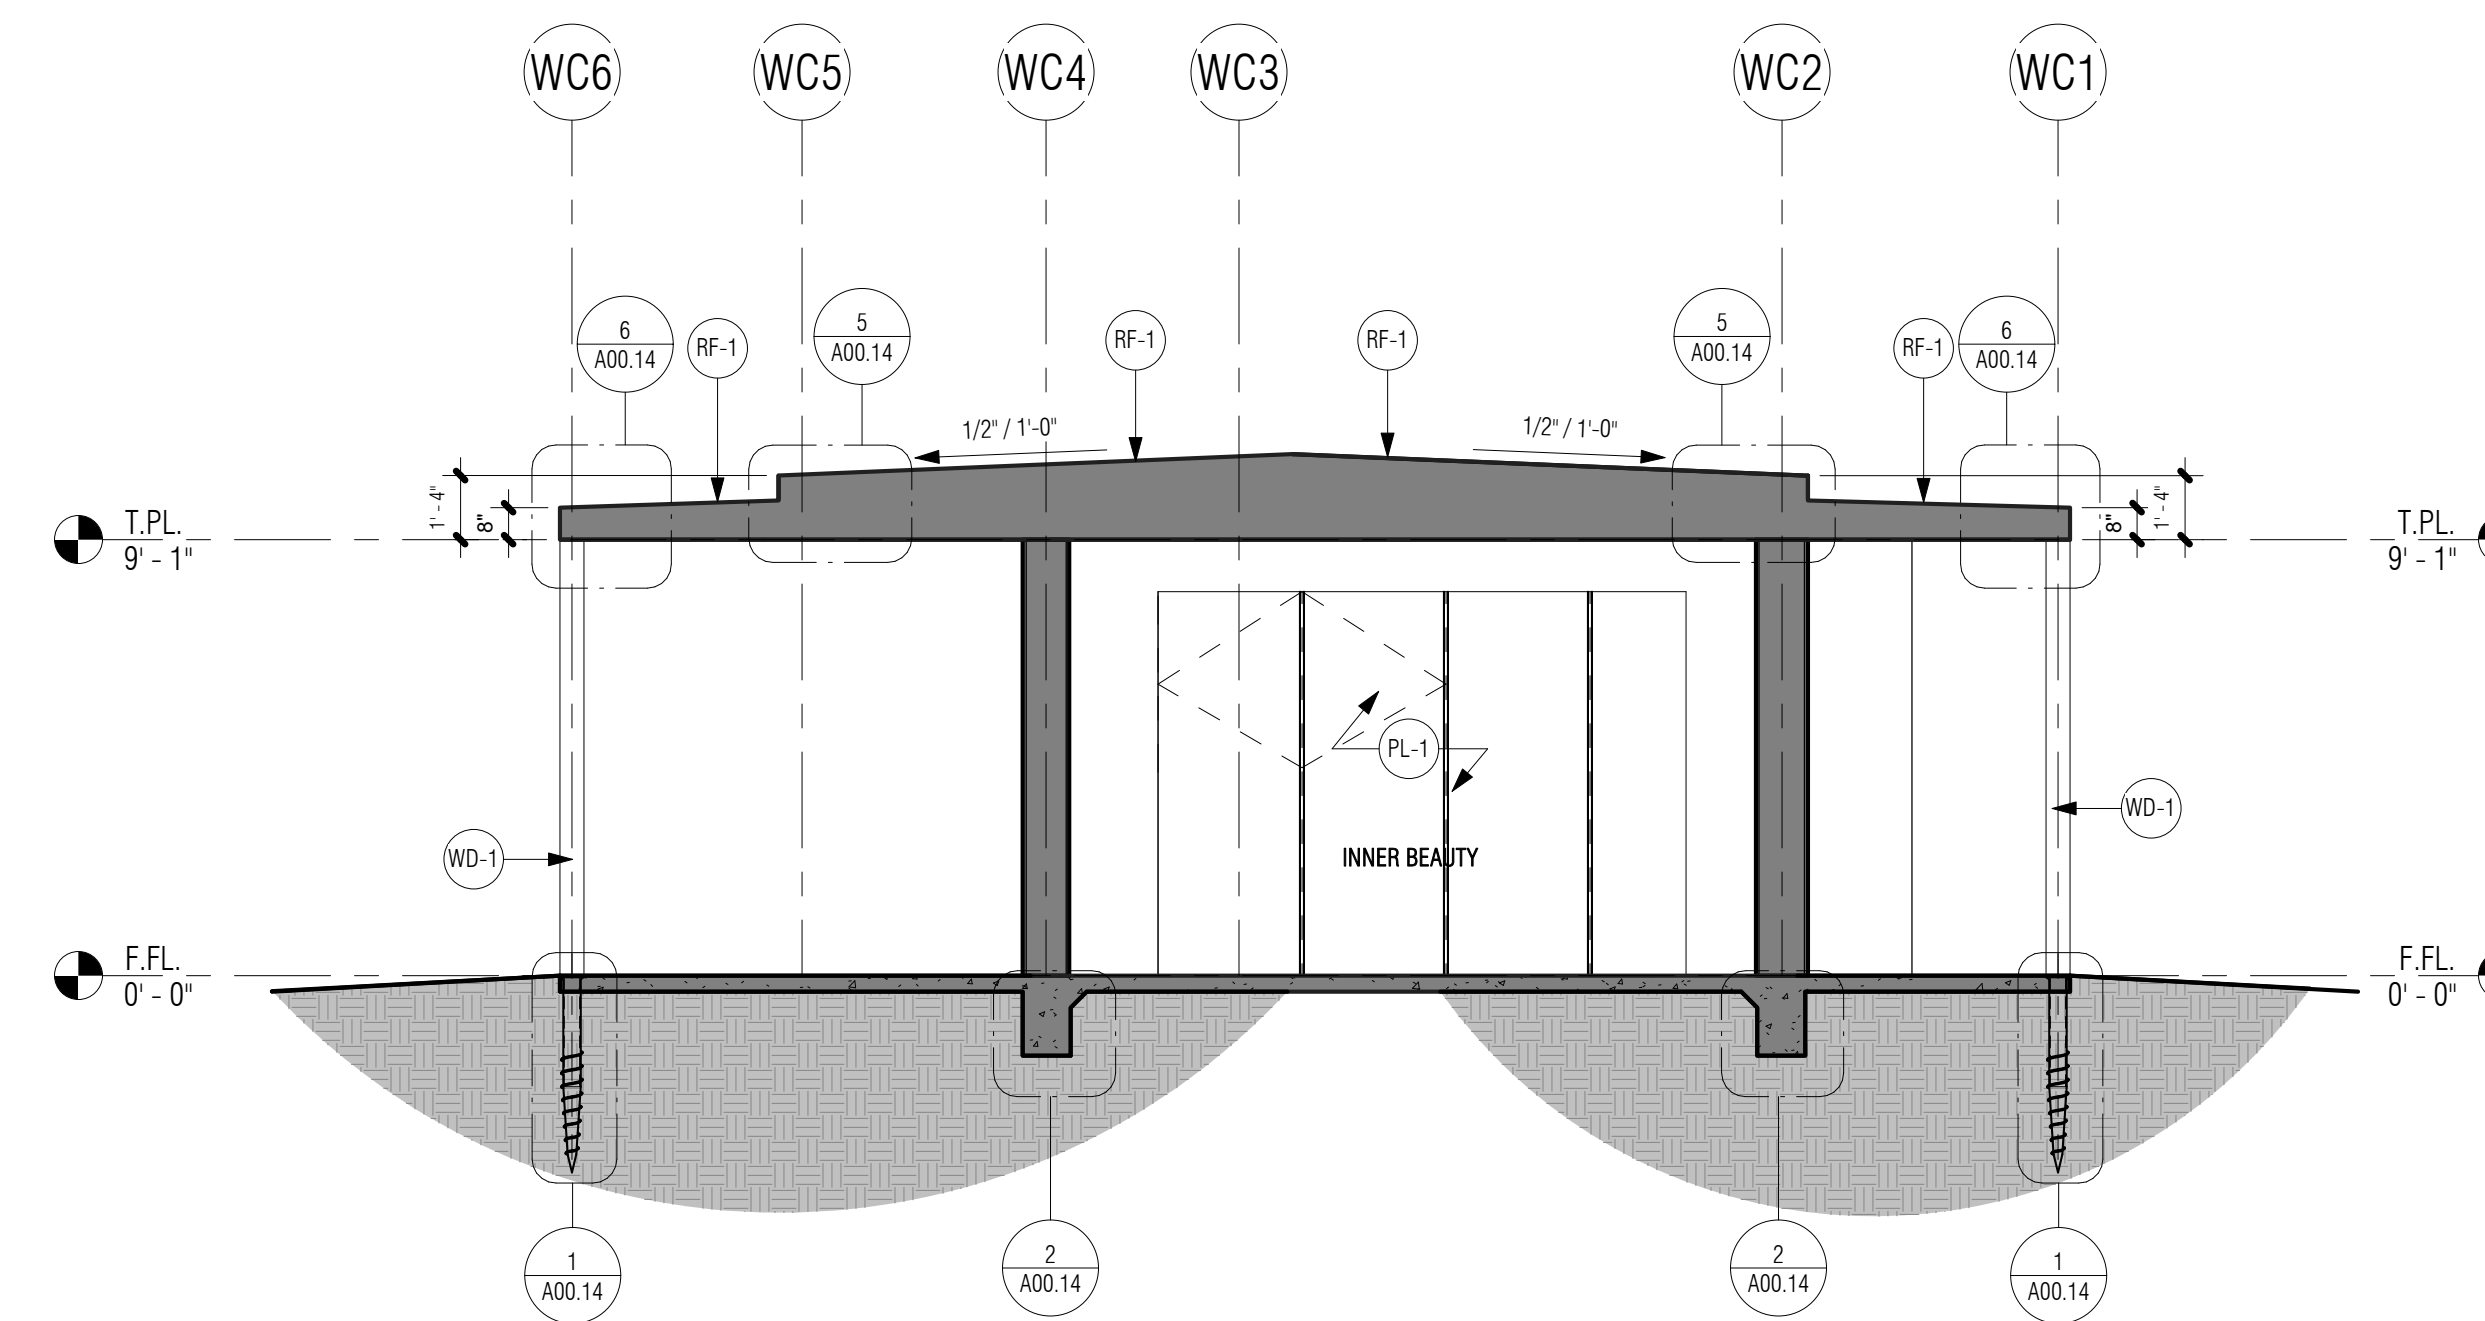 WC6
WC5
WC4
WC3
WC2
WC1
6
A00.14
RF-1
5
A00.14
RF-1
RF-1
5
A00.14
RF-1
6
A00.14
1/2" / 1'-0"
1/2" / 1'-0"
1' - 4"
8"
8"
1' - 4"
T.PL.
9' - 1"
T.PL.
9' - 1"
PL-1
WD-1
WD-1
INNER BEAUTY
F.FL.
0' - 0"
F.FL.
0' - 0"
1
A00.14
2
A00.14
2
A00.14
1
A00.14